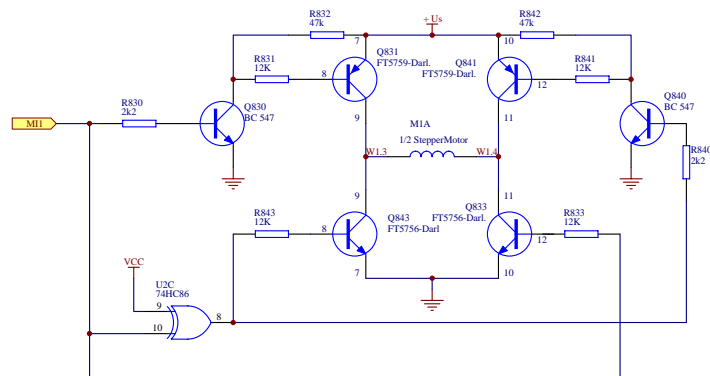 R832
47k
+ Us
R842
47k
7
10
R831
12K
Q831
FT5759-Darl.
Q841
FT5759-Darl.
R841
12K
8
12
Q840
BC 547
R830
2k2
Q830
BC 547
MI1
9
11
M1A
1/2 StepperMotor
W1.3
W1.4
R840
2k2
9
11
R843
12K
Q843
FT5756-Darl
Q833
FT5756-Darl.
R833
12K
8
12
7
10
VCC
U2C
74HC86
9
10
8